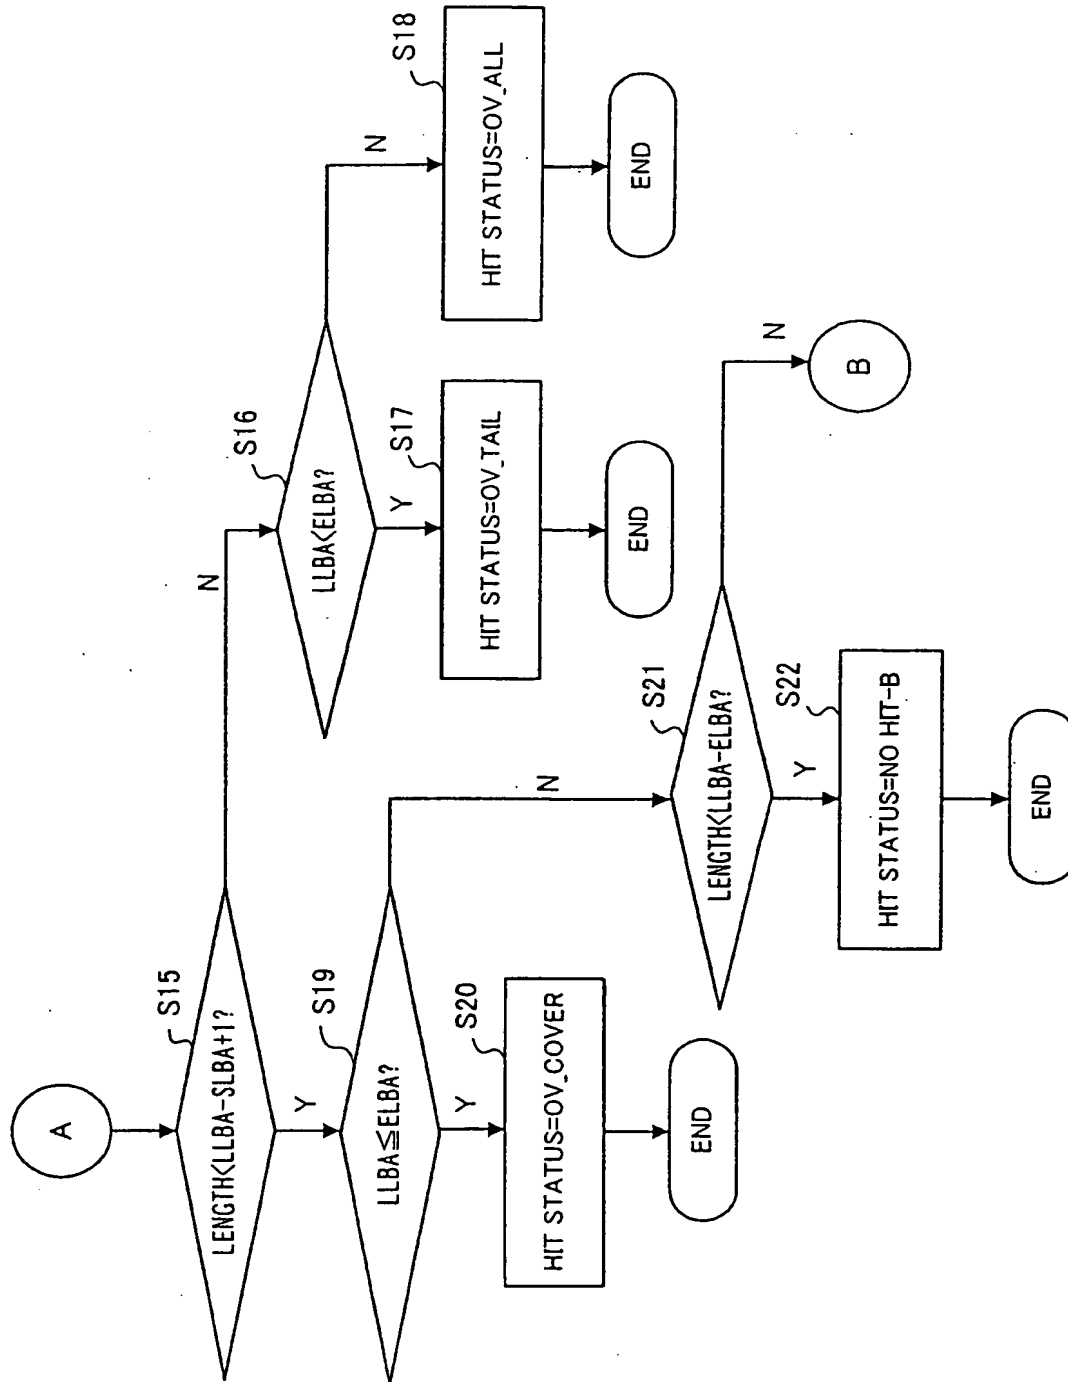 A
S15
LENGTH<LLBA-SLBA+1?
N
Y
S16
LLBA<ELBA?
N
Y
S17
HIT STATUS=OV_TAIL
END
S18
HIT STATUS=OV_ALL
END
S19
LLBA≦ELBA?
N
Y
S20
HIT STATUS=OV_COVER
END
S21
LENGTH<LLBA-ELBA?
N
Y
S22
HIT STATUS=NO HIT-B
END
B